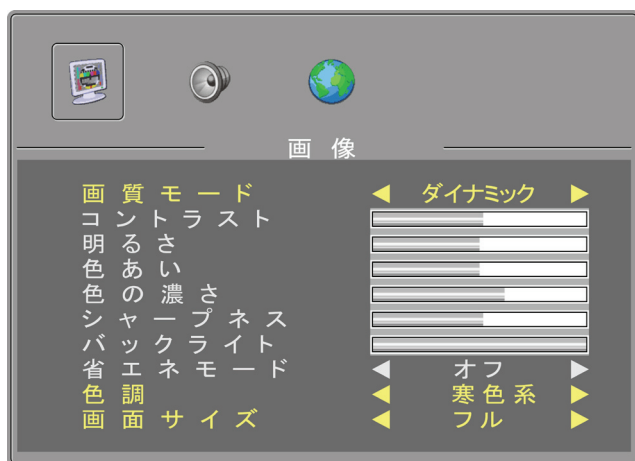 画像
画質モード ダイナミック
コントラスト
明るさ
色あい
色の濃さ
シャープネス
バックライト
省エネモード オフ
色調 寒色系
画面サイズ フル